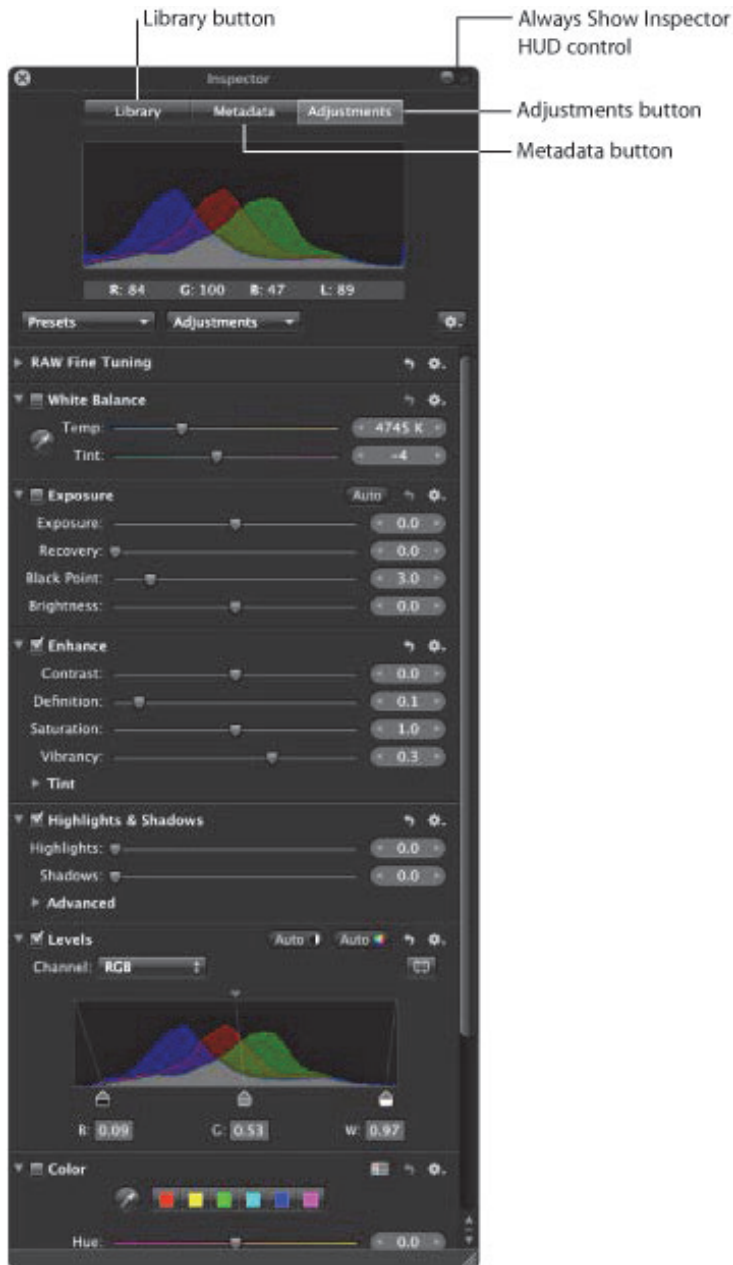 Library button
Always Show Inspector
HUD control
Inspector
Library Metadata Adjustments
Adjustments button
Metadata button
R: 84 G: 100 B: 47 L: 89
Presets Adjustments
RAW Fine Tuning
White Balance
Temp: 4745 K
Tint: -4
Exposure Auto
Exposure: 0.0
Recovery: 0.0
Black Point: 3.0
Brightness: 0.0
Enhance
Contrast: 0.0
Definition: 0.1
Saturation: 1.0
Vibrancy: 0.3
Tint
Highlights & Shadows
Highlights: 0.0
Shadows: 0.0
Advanced
Levels Auto Auto
Channel: RGB
B: 0.09 G: 0.53 W: 0.97
Color
Hue: 0.0